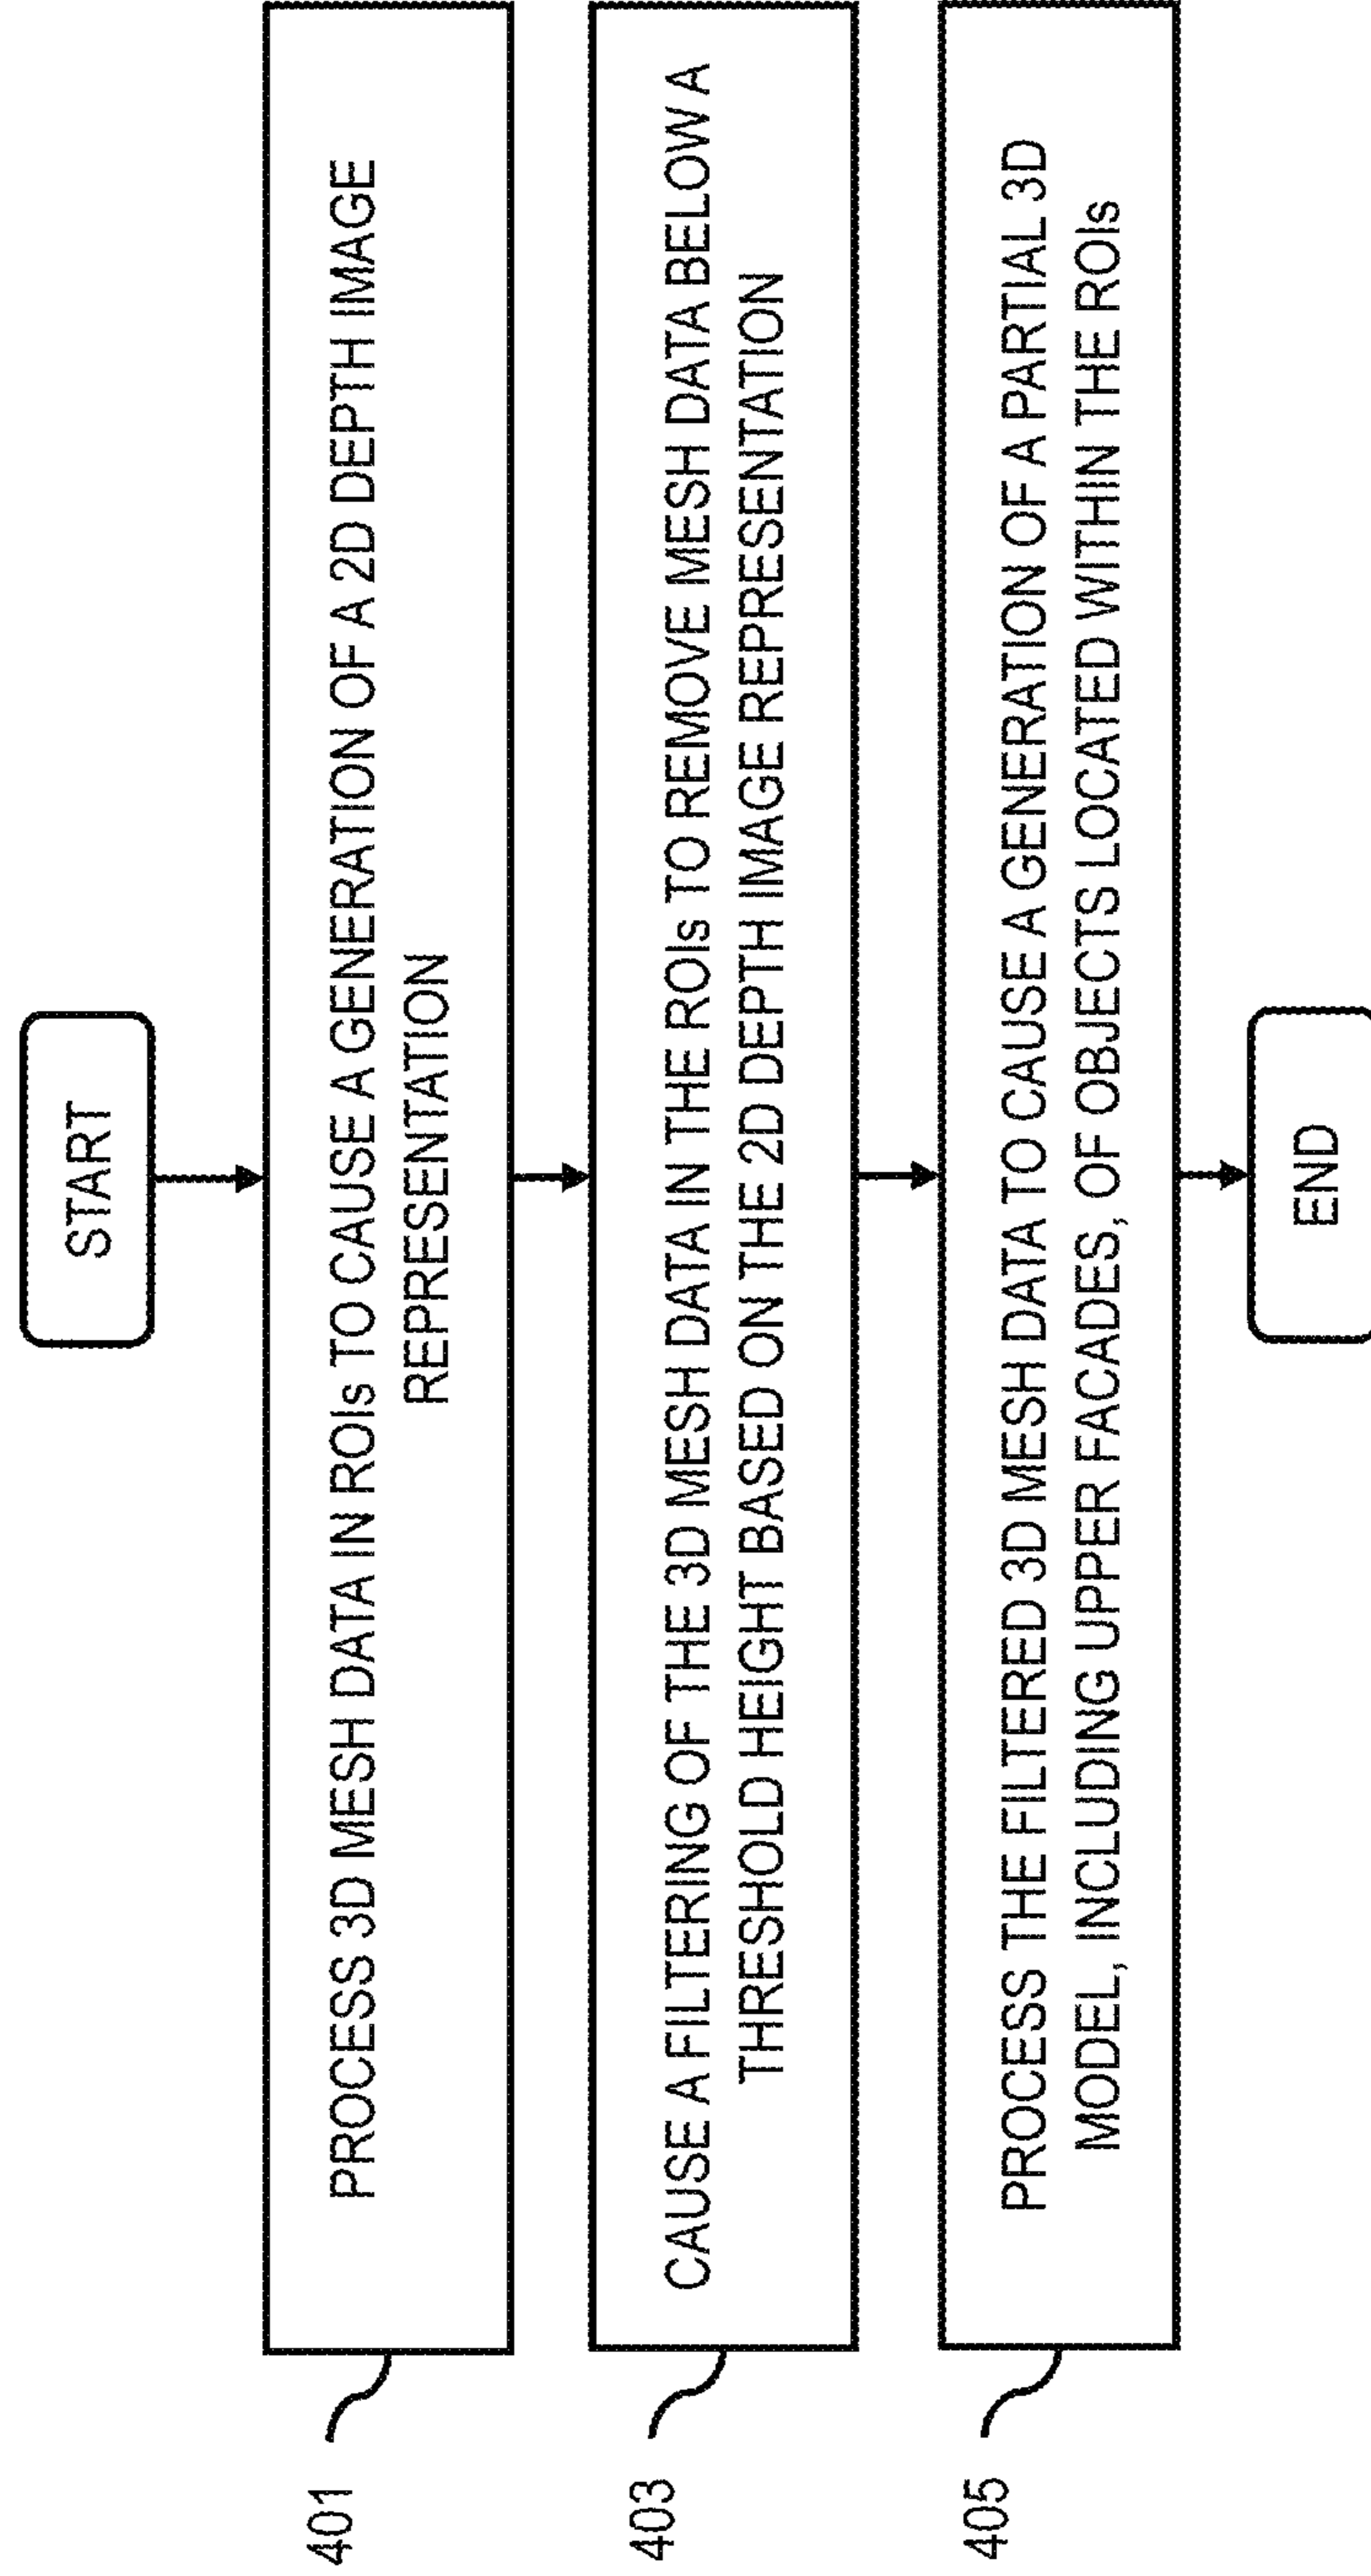 START
401
PROCESS 3D MESH DATA IN ROIs TO CAUSE A GENERATION OF A 2D DEPTH IMAGE
REPRESENTATION
403
CAUSE A FILTERING OF THE 3D MESH DATA IN THE ROIs TO REMOVE MESH DATA BELOW A
THRESHOLD HEIGHT BASED ON THE 2D DEPTH IMAGE REPRESENTATION
405
PROCESS THE FILTERED 3D MESH DATA TO CAUSE A GENERATION OF A PARTIAL 3D
MODEL, INCLUDING UPPER FACADES, OF OBJECTS LOCATED WITHIN THE ROIs
END